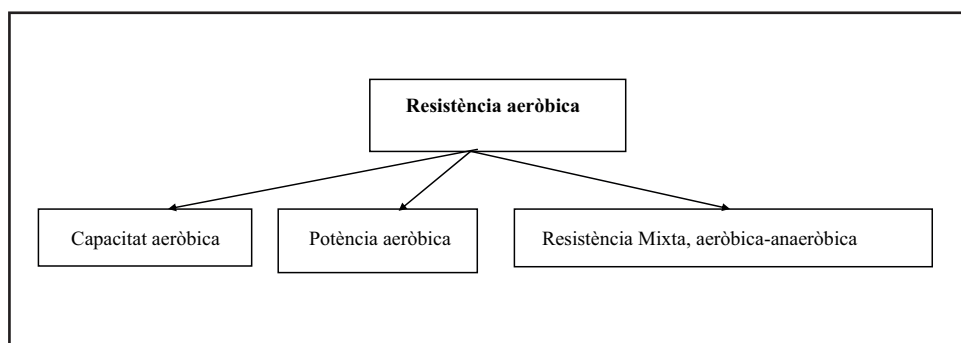 Resistència aeròbica
Capacitat aeròbica
Potència aeròbica
Resistència Mixta, aeròbica-anaeròbica